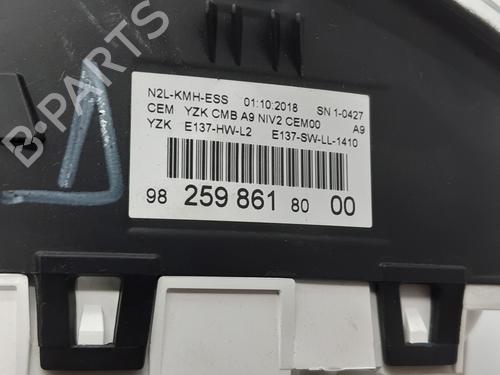 B-PARTS
N2L-KMH-ESS 01:10:2018 SN 1-0427
CEM YZK CMB A9 NIV2 CEM00 A9
YZK E137-HW-L2 E137-SW-LL-1410
98 259 861 80 00